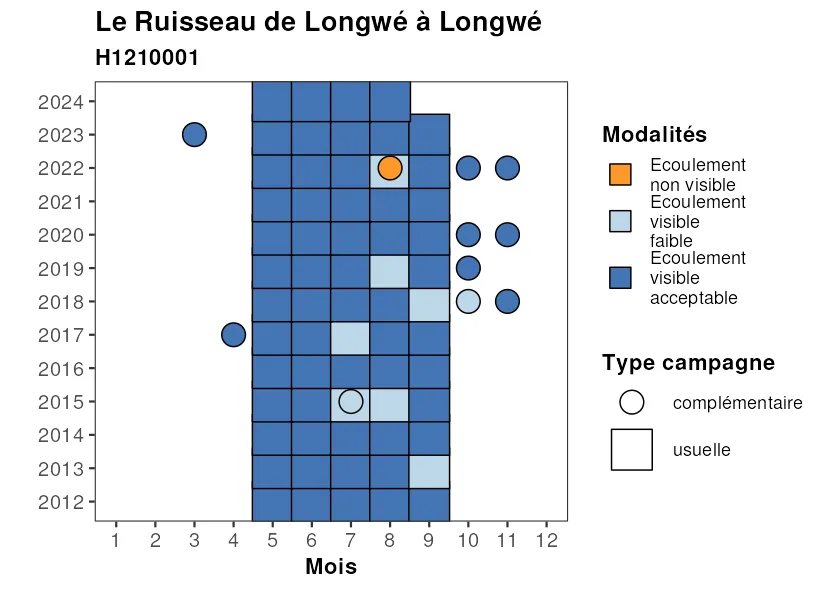 Le Ruisseau de Longwé à Longwé
H1210001
2024
2023
2022
2021
2020
2019
2018
2017
2016
2015
2014
2013
2012
1 2 3 4 5 6 7 8 9 10 11 12
Mois
Modalités
Ecoulement
non visible
Ecoulement
visible
faible
Ecoulement
visible
acceptable
Type campagne
complémentaire
usuelle